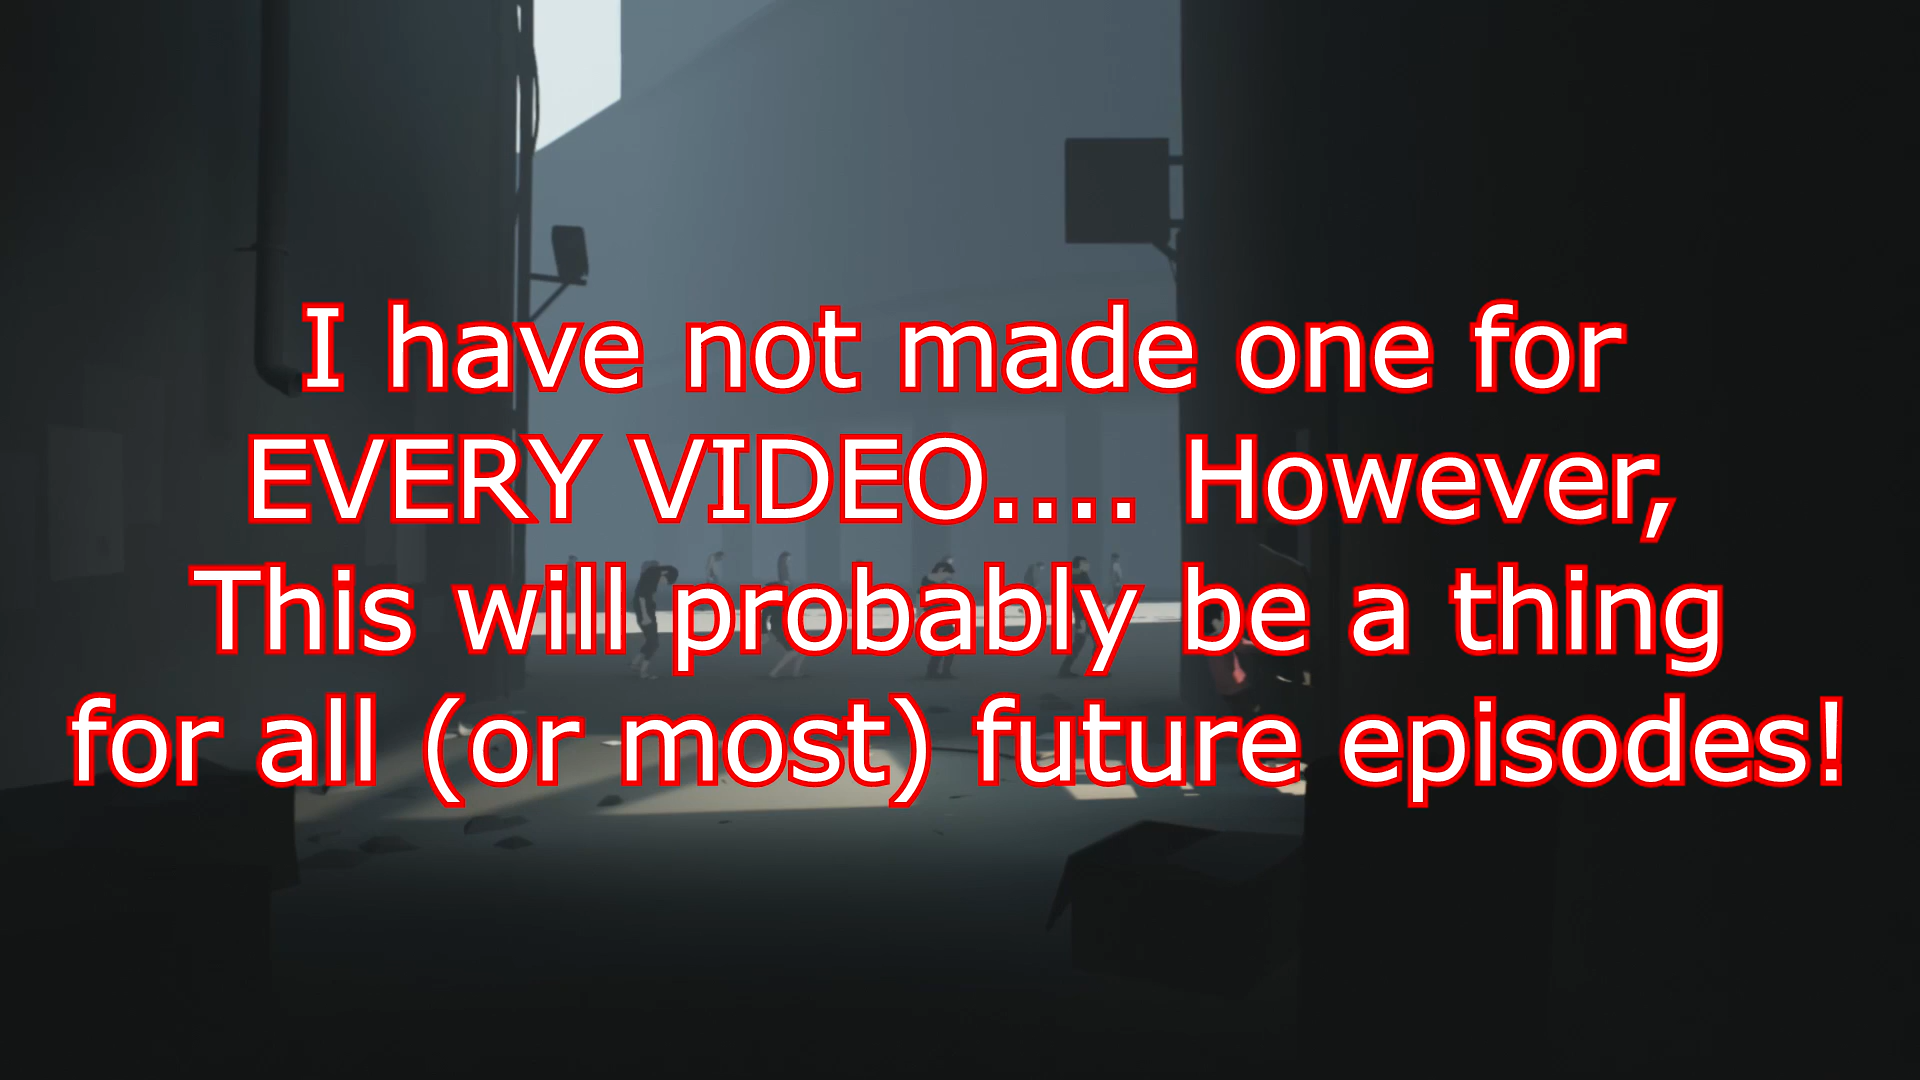 I have not made one for
EVERY VIDEO.... However,
This will probably be a thing
for all (or most) future episodes!